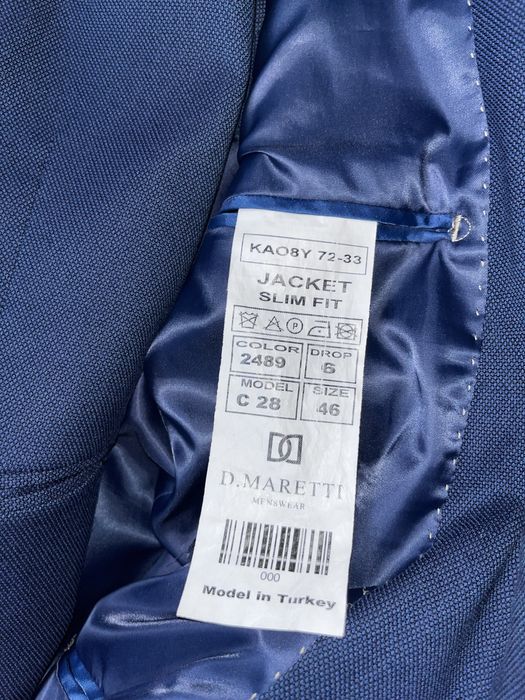 KAO8Y 72-33
JACKET
SLIM FIT
P
COLOR DROP
2489 6
MODEL SIZE
C 28 46
D.MARETTI
MENSWEAR
000
Model in Turkey